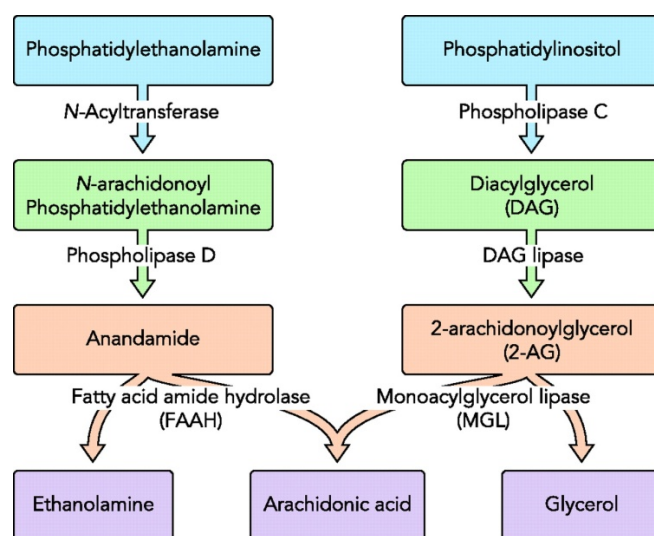 Phosphatidylethanolamine
Phosphatidylinositol
N-Acyltransferase
Phospholipase C
N-arachidonoyl
Phosphatidylethanolamine
Diacylglycerol
(DAG)
Phospholipase D
DAG lipase
Anandamide
2-arachidonoylglycerol
(2-AG)
Fatty acid amide hydrolase
(FAAH)
Monoacylglycerol lipase
(MGL)
Ethanolamine
Arachidonic acid
Glycerol